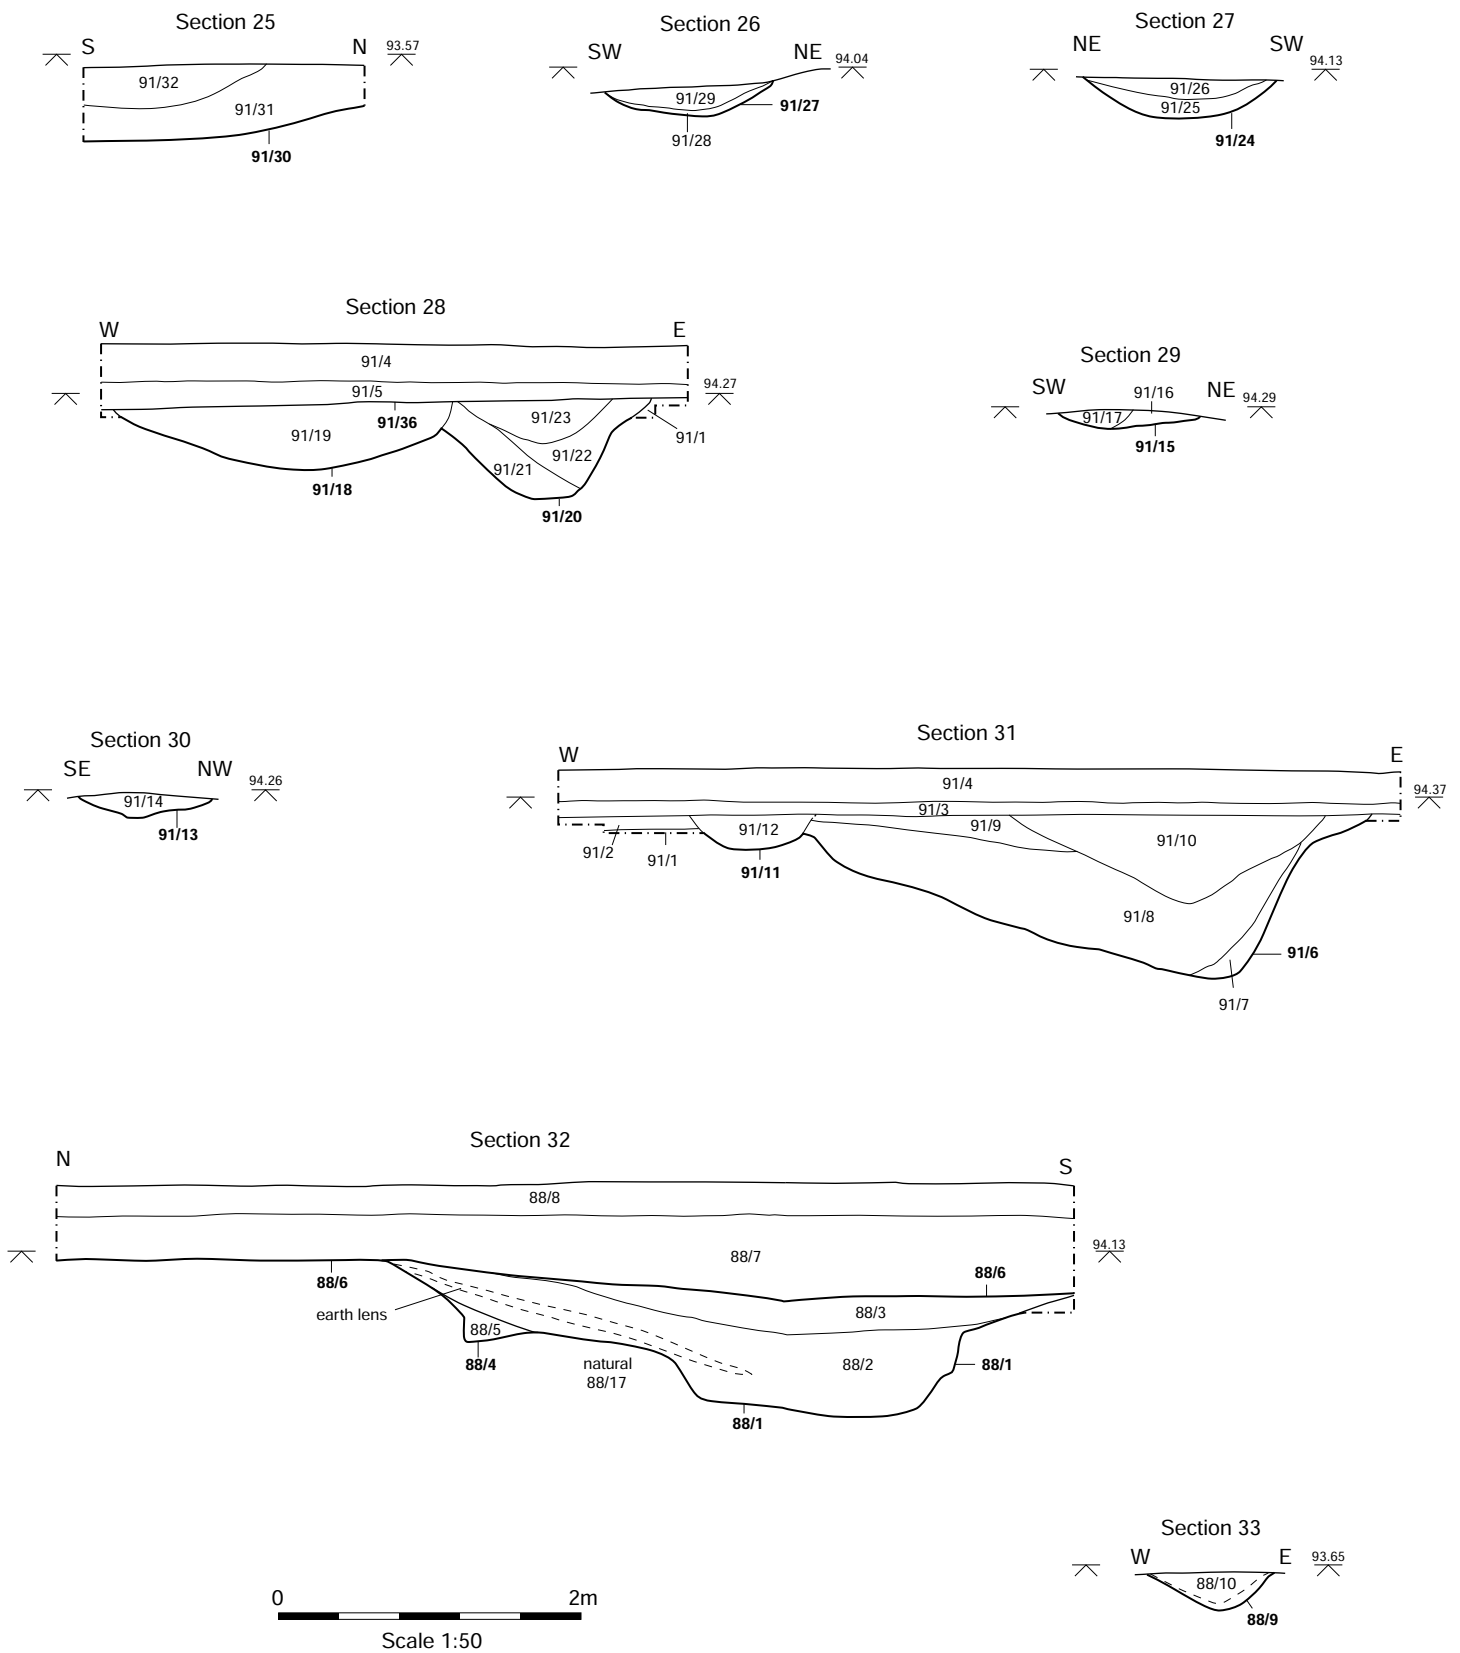 Section 25
S
N
93.57
91/32
91/31
91/30
Section 26
SW
NE
94.04
91/29
91/27
91/28
Section 27
NE
SW
94.13
91/26
91/25
91/24
Section 28
W
E
91/4
94.27
91/5
91/36
91/23
91/19
91/1
91/22
91/21
91/18
91/20
Section 29
SW
91/16
NE
94.29
91/17
91/15
Section 30
SE
NW
94.26
91/14
91/13
Section 31
W
E
91/4
94.37
91/3
91/12
91/9
91/10
91/2
91/1
91/11
91/8
91/6
91/7
Section 32
N
S
88/8
94.13
88/7
88/6
88/6
earth lens
88/3
88/5
88/4
natural
88/17
88/2
88/1
88/1
Section 33
W
E
93.65
88/10
88/9
0
2m
Scale 1:50